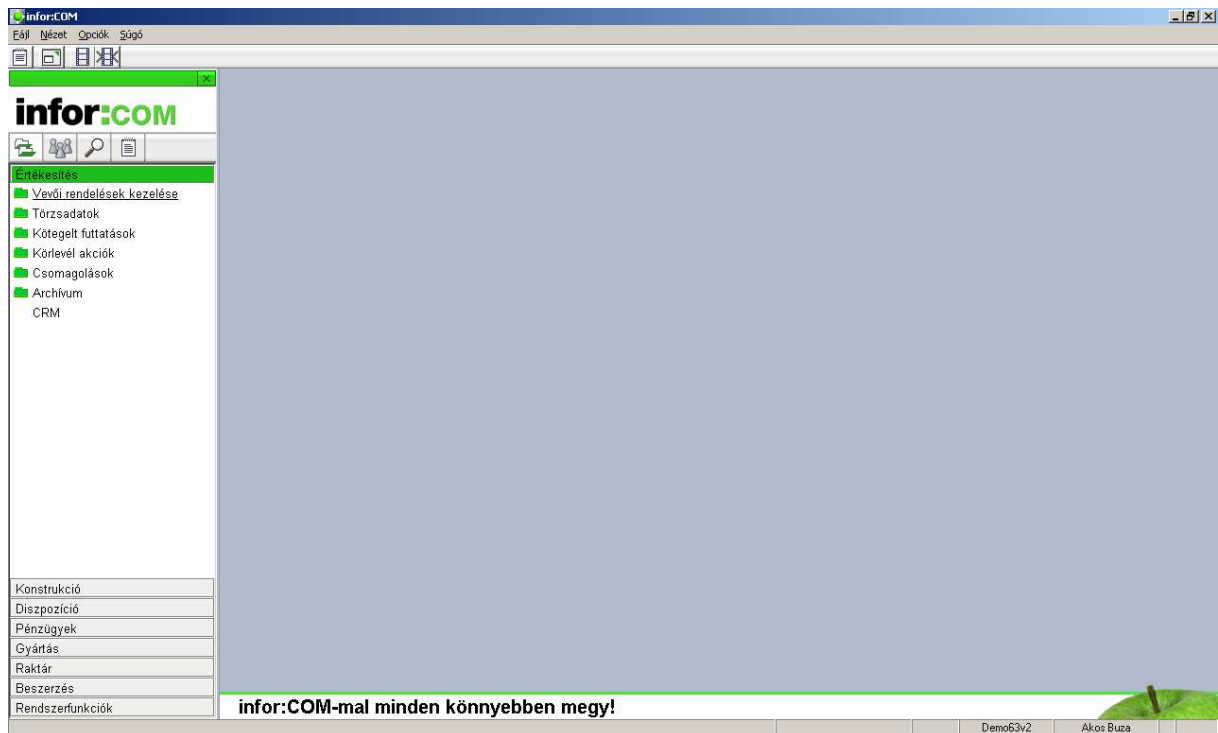 infor:COM
Fájl Nézet Opciók Súgó
infor:COM
Értékesítés
Vevői rendelések kezelése
Törzsadatok
Kötegelt futtatások
Körlevél akciók
Csomagolások
Archívum
CRM
Konstrukció
Diszpozíció
Pénzügyek
Gyártás
Raktár
Beszerzés
Rendszerfunkciók
infor:COM-mal minden könnyebben megy!
Demo63v2 Akos Buza